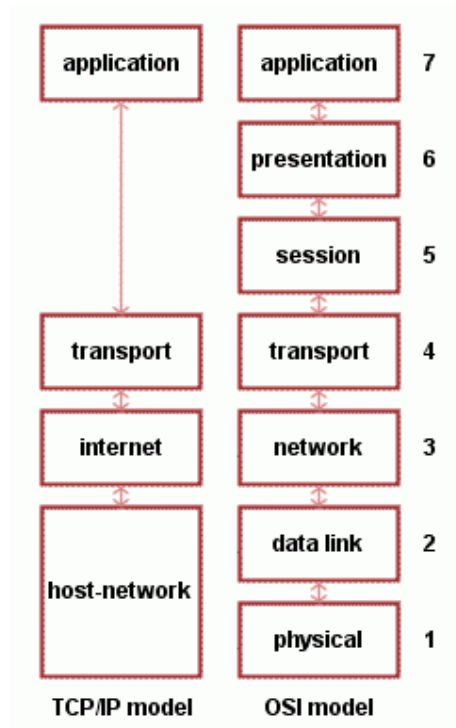 application application 7
presentation 6
session 5
transport transport 4
internet network 3
data link 2
host-network
physical 1
TCP/IP model OSI model